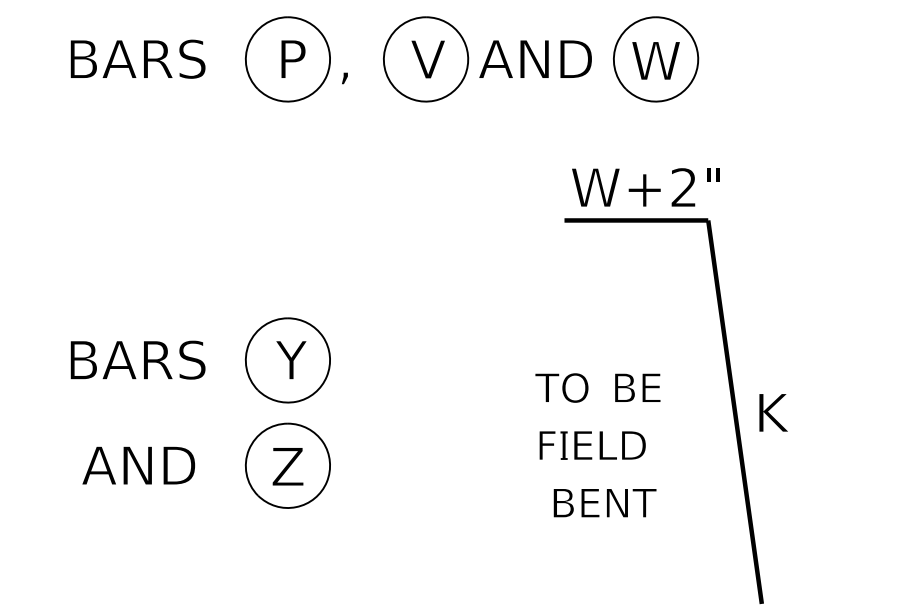 BARS P, V AND W
W+2"
BARS Y
AND Z
TO BE
FIELD
BENT
K